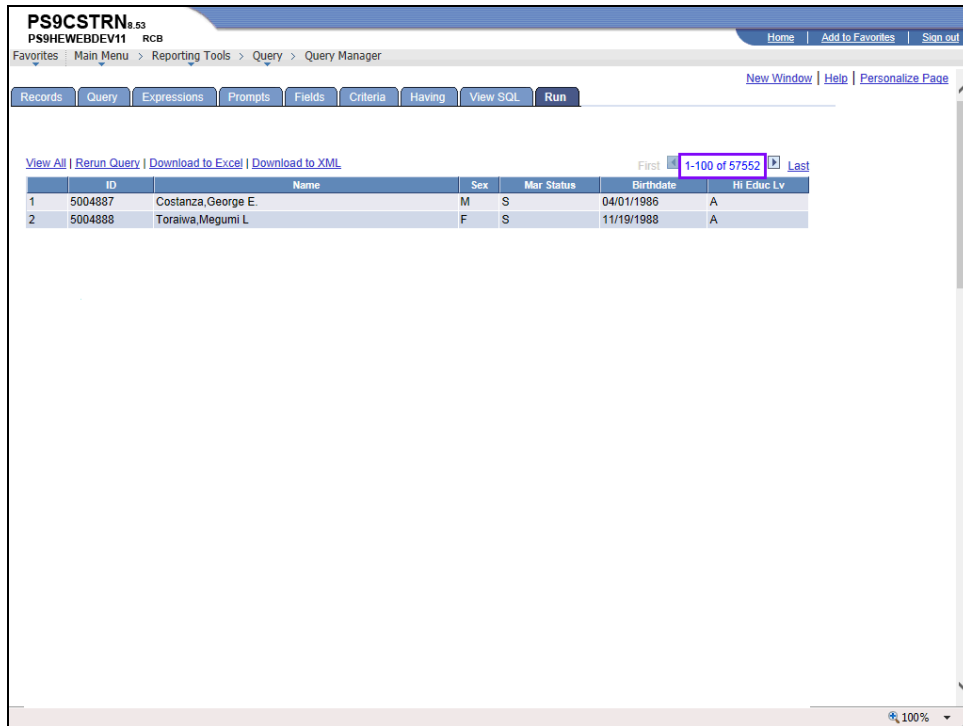 PS9CSTRN8.53
PS9HEWEBDEV11 RCB
Home | Add to Favorites | Sign out
Favorites Main Menu > Reporting Tools > Query > Query Manager
New Window | Help | Personalize Page
Records Query Expressions Prompts Fields Criteria Having View SQL Run
View All | Rerun Query | Download to Excel | Download to XML First 1-100 of 57552 Last
ID Name Sex Mar Status Birthdate Hi Educ Lv
1 5004887 Costanza,George E. M S 04/01/1986 A
2 5004888 Toraiwa,Megumi L F S 11/19/1988 A
100%